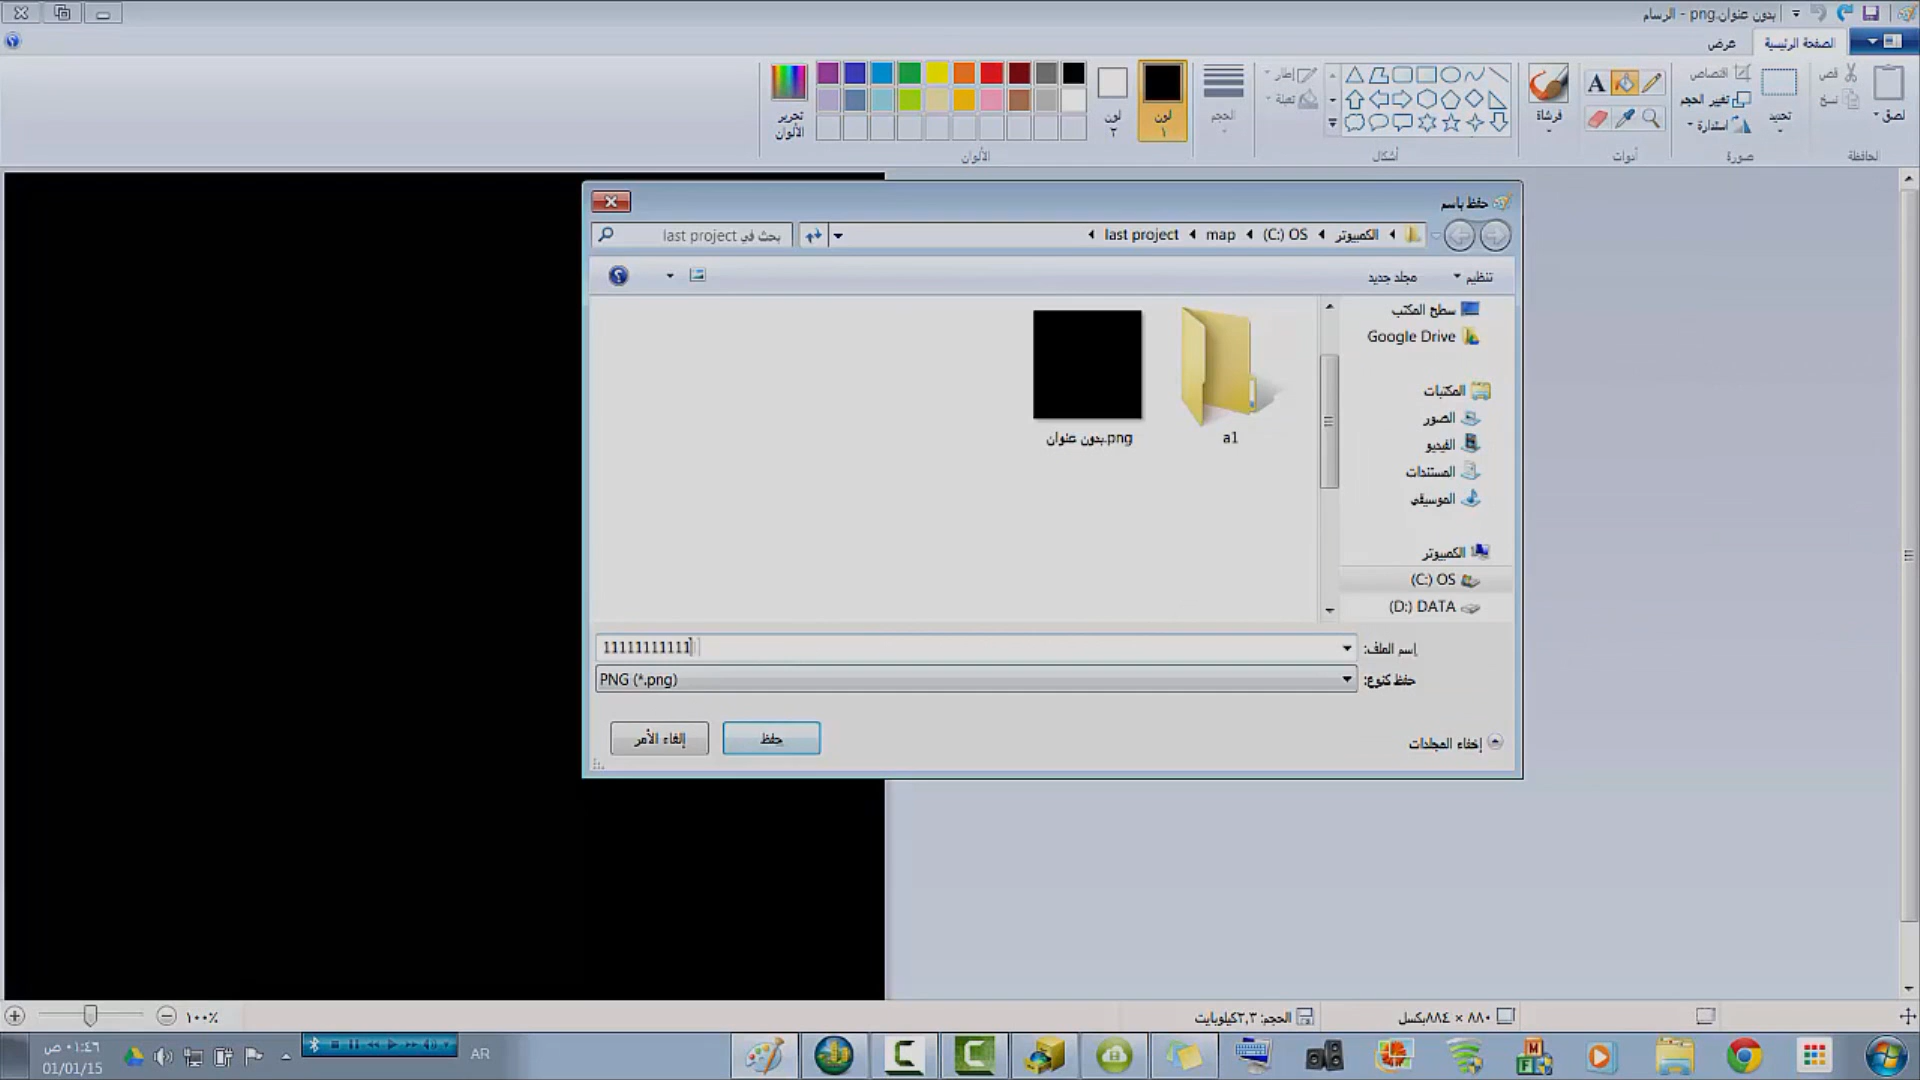 بدون عنوان.png - الرسام
الصفحة الرئيسية
عرض
لصق
قص
نسخ
الحافظة
تحديد
اقتصاص
تغيير الحجم
استدارة
صورة
A
أدوات
فرشاة
أشكال
إطار
تعبئة
الحجم
لون ١
لون ٢
تحرير الألوان
الألوان
حفظ باسم
الكمبيوتر
(C:) OS
map
last project
بحث في last project
تنظيم
مجلد جديد
سطح المكتب
Google Drive
المكتبات
الصور
الفيديو
المستندات
الموسيقى
الكمبيوتر
(C:) OS
(D:) DATA
a1
بدون عنوان.png
إسم الملف:
11111111111
حفظ كنوع:
PNG (*.png)
إخفاء المجلدات
حفظ
إلغاء الأمر
٨٨٠ × ٨٨٤بكسل
الحجم: ٢,٣كيلوبايت
١٠٠٪
AR
٠١:٤٦ ص
01/01/15